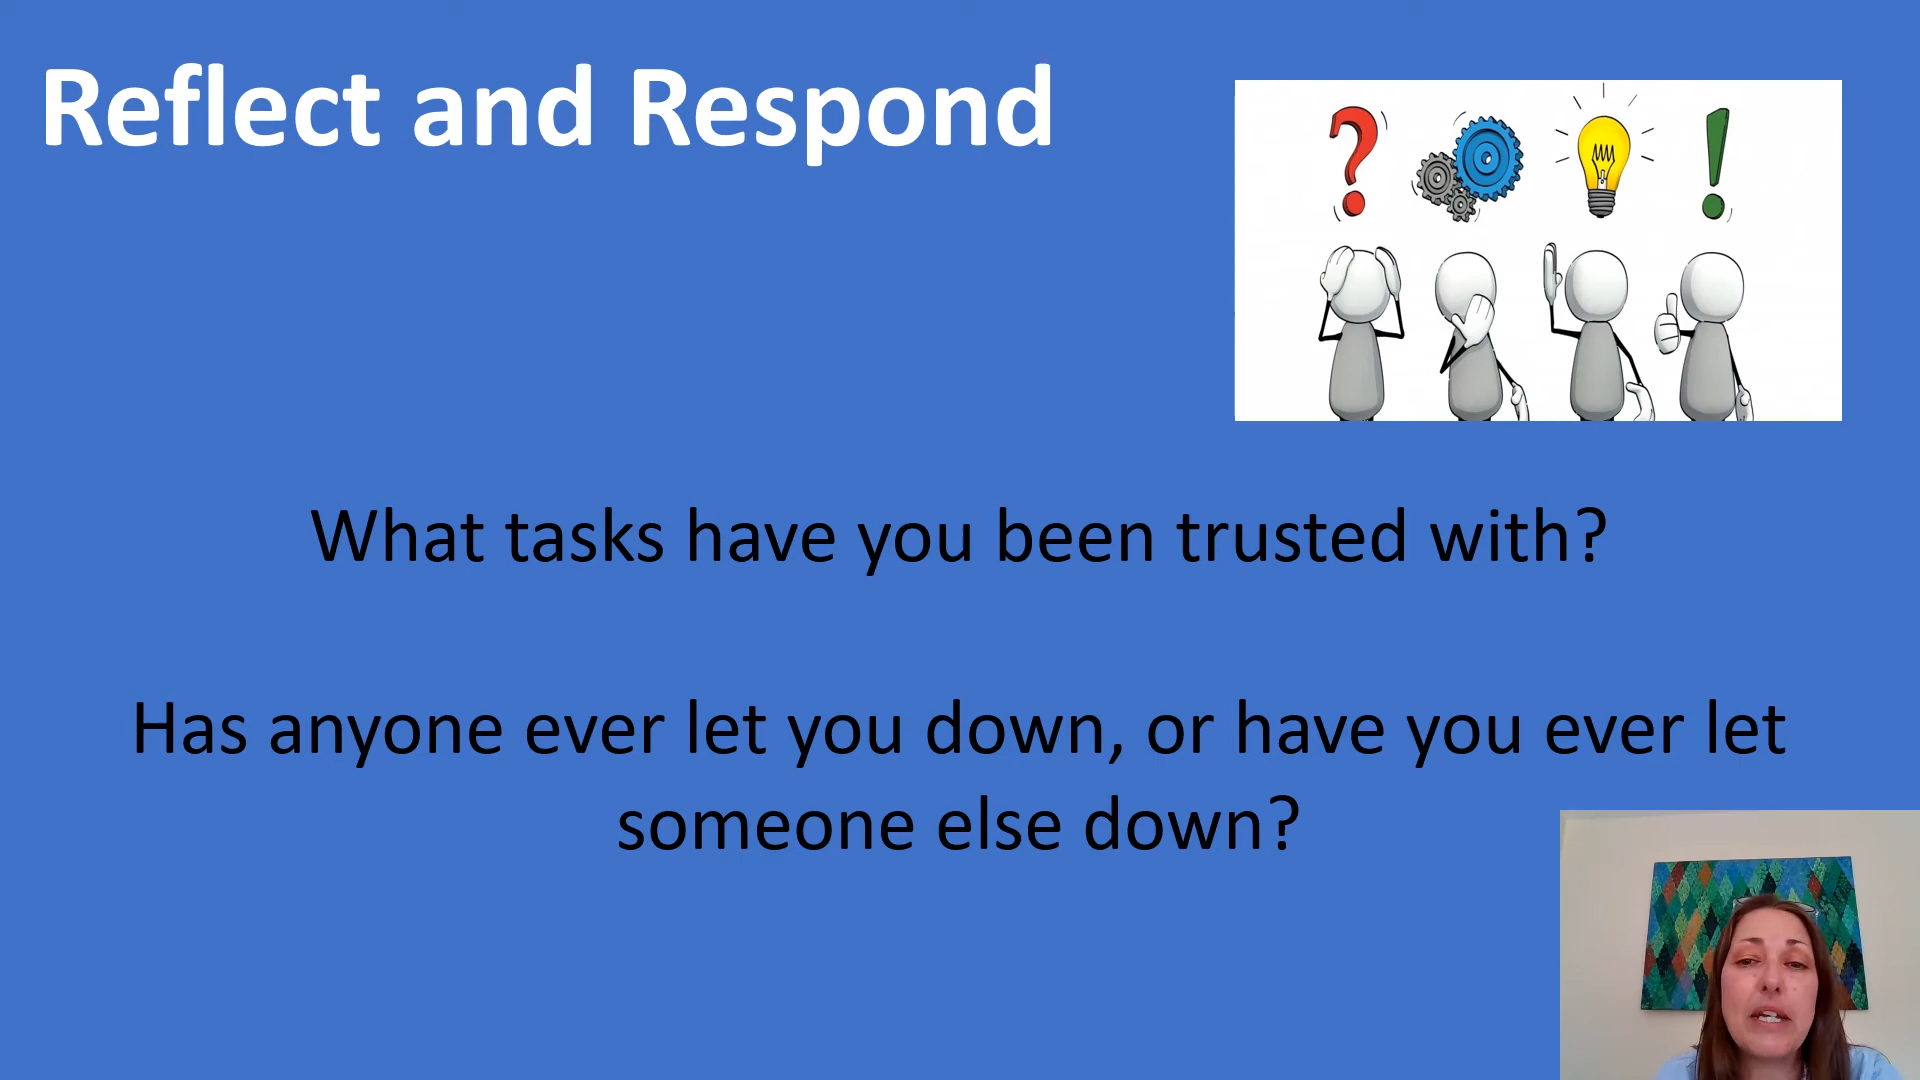 Reflect and Respond
What tasks have you been trusted with?
Has anyone ever let you down, or have you ever let
someone else down?